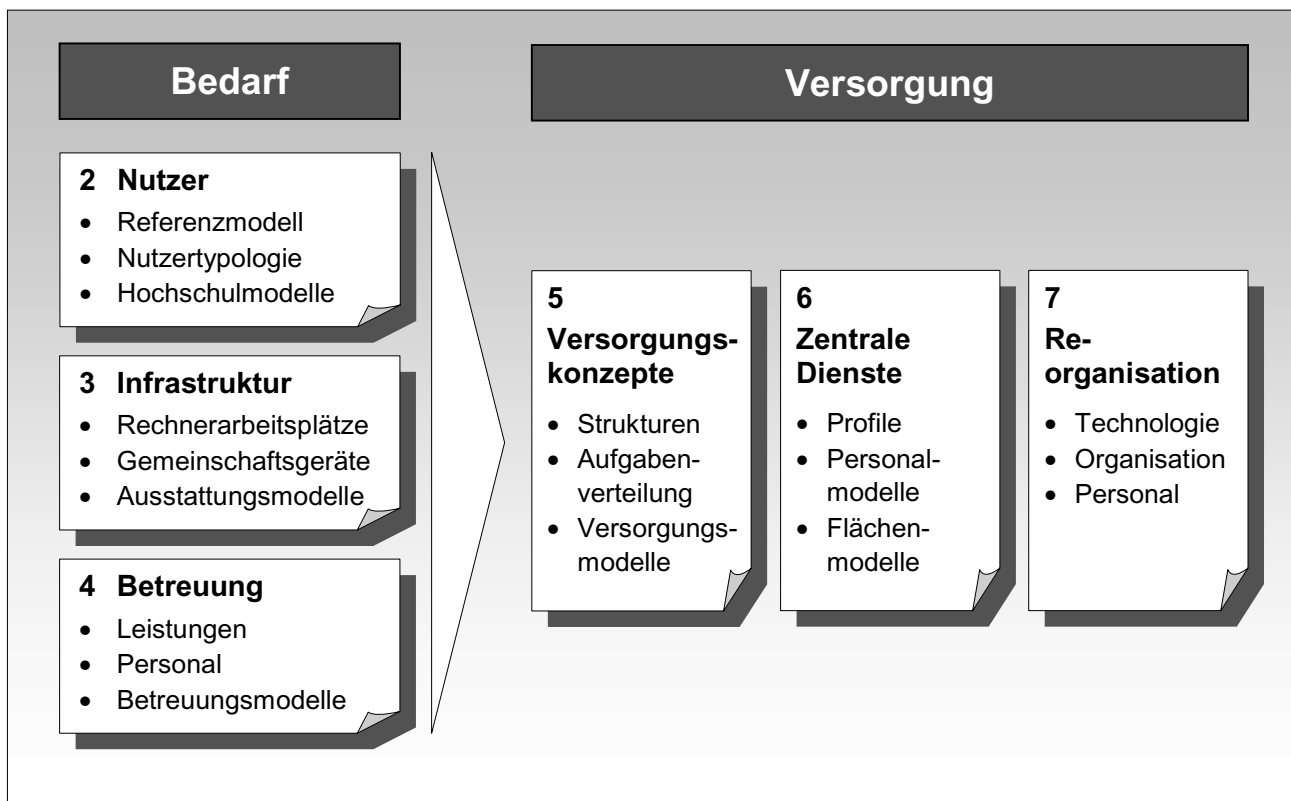 Bedarf
2 Nutzer
• Referenzmodell
• Nutzertypologie
• Hochschulmodelle
3 Infrastruktur
• Rechnerarbeitsplätze
• Gemeinschaftsgeräte
• Ausstattungsmodelle
4 Betreuung
• Leistungen
• Personal
• Betreuungsmodelle
Versorgung
5
Versorgungs-
konzepte
• Strukturen
• Aufgaben-
verteilung
• Versorgungs-
modelle
6
Zentrale
Dienste
• Profile
• Personal-
modelle
• Flächen-
modelle
7
Re-
organisation
• Technologie
• Organisation
• Personal